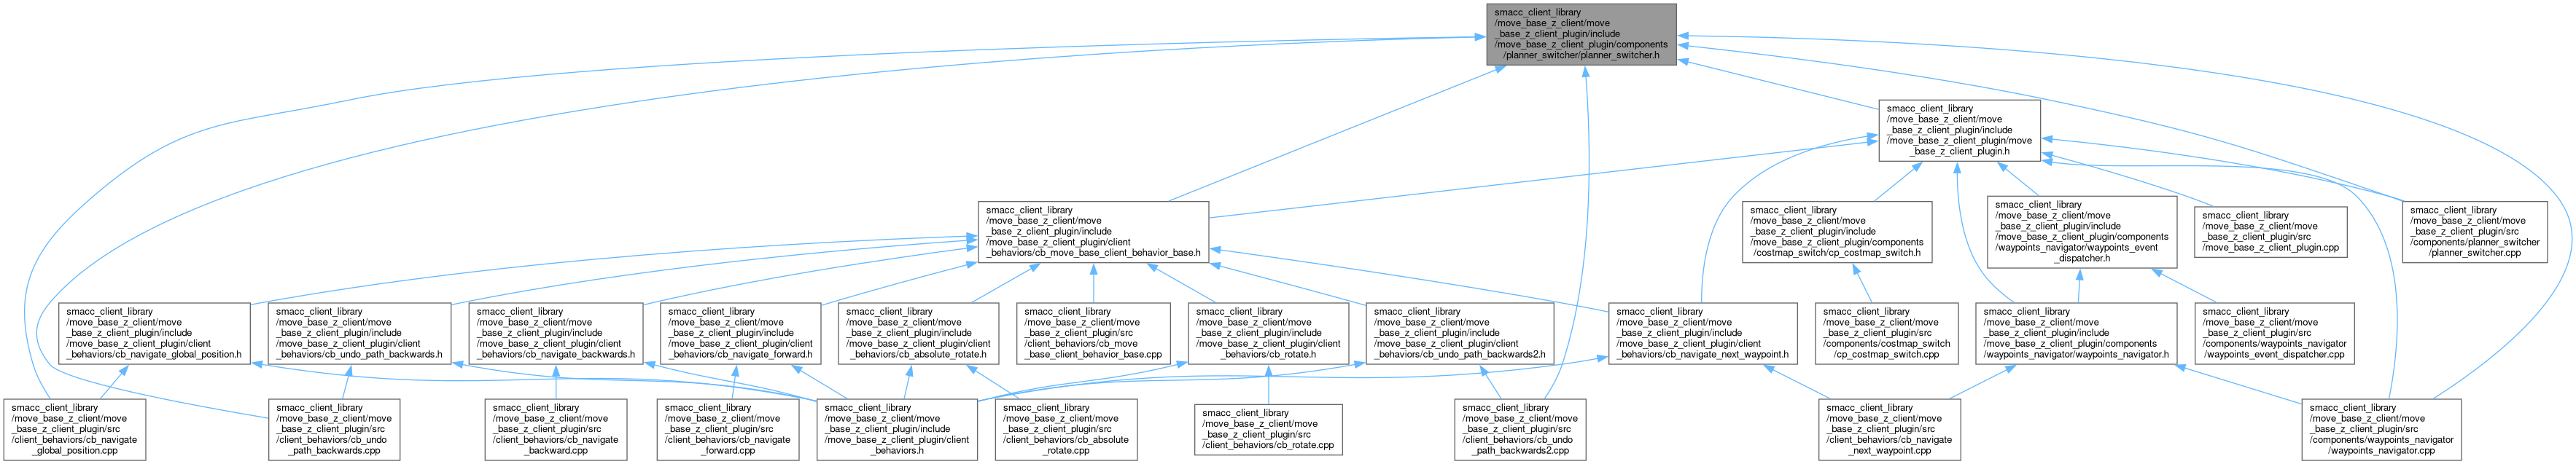 smacc_client_library
/move_base_z_client/move
_base_z_client_plugin/include
/move_base_z_client_plugin/components
/planner_switcher/planner_switcher.h
smacc_client_library
/move_base_z_client/move
_base_z_client_plugin/include
/move_base_z_client_plugin/move
_base_z_client_plugin.h
smacc_client_library
/move_base_z_client/move
_base_z_client_plugin/include
/move_base_z_client_plugin/client
_behaviors/cb_move_base_client_behavior_base.h
smacc_client_library
/move_base_z_client/move
_base_z_client_plugin/include
/move_base_z_client_plugin/components
/costmap_switch/cp_costmap_switch.h
smacc_client_library
/move_base_z_client/move
_base_z_client_plugin/include
/move_base_z_client_plugin/components
/waypoints_navigator/waypoints_event
_dispatcher.h
smacc_client_library
/move_base_z_client/move
_base_z_client_plugin/src
/move_base_z_client_plugin.cpp
smacc_client_library
/move_base_z_client/move
_base_z_client_plugin/src
/components/planner_switcher
/planner_switcher.cpp
smacc_client_library
/move_base_z_client/move
_base_z_client_plugin/include
/move_base_z_client_plugin/client
_behaviors/cb_navigate_global_position.h
smacc_client_library
/move_base_z_client/move
_base_z_client_plugin/include
/move_base_z_client_plugin/client
_behaviors/cb_undo_path_backwards.h
smacc_client_library
/move_base_z_client/move
_base_z_client_plugin/include
/move_base_z_client_plugin/client
_behaviors/cb_navigate_backwards.h
smacc_client_library
/move_base_z_client/move
_base_z_client_plugin/include
/move_base_z_client_plugin/client
_behaviors/cb_navigate_forward.h
smacc_client_library
/move_base_z_client/move
_base_z_client_plugin/include
/move_base_z_client_plugin/client
_behaviors/cb_absolute_rotate.h
smacc_client_library
/move_base_z_client/move
_base_z_client_plugin/src
/client_behaviors/cb_move
_base_client_behavior_base.cpp
smacc_client_library
/move_base_z_client/move
_base_z_client_plugin/include
/move_base_z_client_plugin/client
_behaviors/cb_rotate.h
smacc_client_library
/move_base_z_client/move
_base_z_client_plugin/include
/move_base_z_client_plugin/client
_behaviors/cb_undo_path_backwards2.h
smacc_client_library
/move_base_z_client/move
_base_z_client_plugin/include
/move_base_z_client_plugin/client
_behaviors/cb_navigate_next_waypoint.h
smacc_client_library
/move_base_z_client/move
_base_z_client_plugin/src
/components/costmap_switch
/cp_costmap_switch.cpp
smacc_client_library
/move_base_z_client/move
_base_z_client_plugin/include
/move_base_z_client_plugin/components
/waypoints_navigator/waypoints_navigator.h
smacc_client_library
/move_base_z_client/move
_base_z_client_plugin/src
/components/waypoints_navigator
/waypoints_event_dispatcher.cpp
smacc_client_library
/move_base_z_client/move
_base_z_client_plugin/src
/client_behaviors/cb_navigate
_global_position.cpp
smacc_client_library
/move_base_z_client/move
_base_z_client_plugin/src
/client_behaviors/cb_undo
_path_backwards.cpp
smacc_client_library
/move_base_z_client/move
_base_z_client_plugin/src
/client_behaviors/cb_navigate
_backward.cpp
smacc_client_library
/move_base_z_client/move
_base_z_client_plugin/src
/client_behaviors/cb_navigate
_forward.cpp
smacc_client_library
/move_base_z_client/move
_base_z_client_plugin/include
/move_base_z_client_plugin/client
_behaviors.h
smacc_client_library
/move_base_z_client/move
_base_z_client_plugin/src
/client_behaviors/cb_absolute
_rotate.cpp
smacc_client_library
/move_base_z_client/move
_base_z_client_plugin/src
/client_behaviors/cb_rotate.cpp
smacc_client_library
/move_base_z_client/move
_base_z_client_plugin/src
/client_behaviors/cb_undo
_path_backwards2.cpp
smacc_client_library
/move_base_z_client/move
_base_z_client_plugin/src
/client_behaviors/cb_navigate
_next_waypoint.cpp
smacc_client_library
/move_base_z_client/move
_base_z_client_plugin/src
/components/waypoints_navigator
/waypoints_navigator.cpp